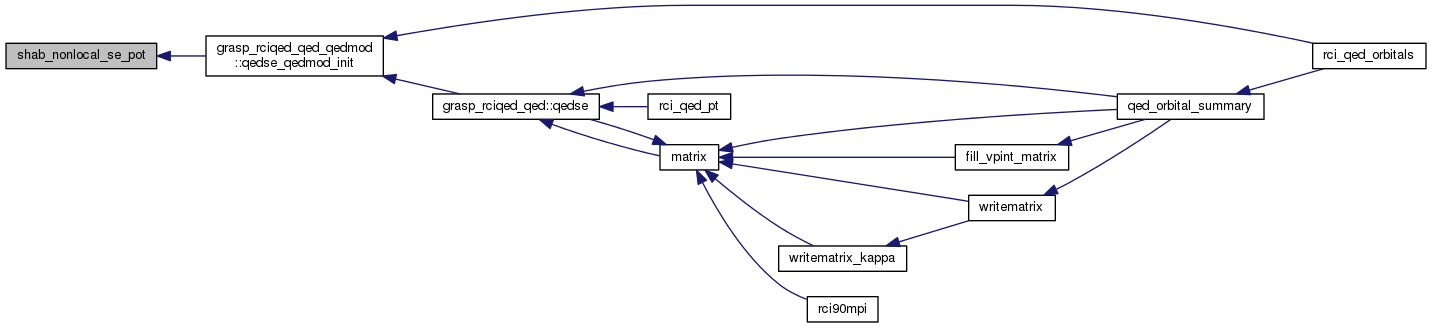 shab_nonlocal_se_pot
grasp_rciqed_qed_qedmod
::qedse_qedmod_init
rci_qed_orbitals
grasp_rciqed_qed::qedse
rci_qed_pt
qed_orbital_summary
matrix
fill_vpint_matrix
writematrix
writematrix_kappa
rci90mpi